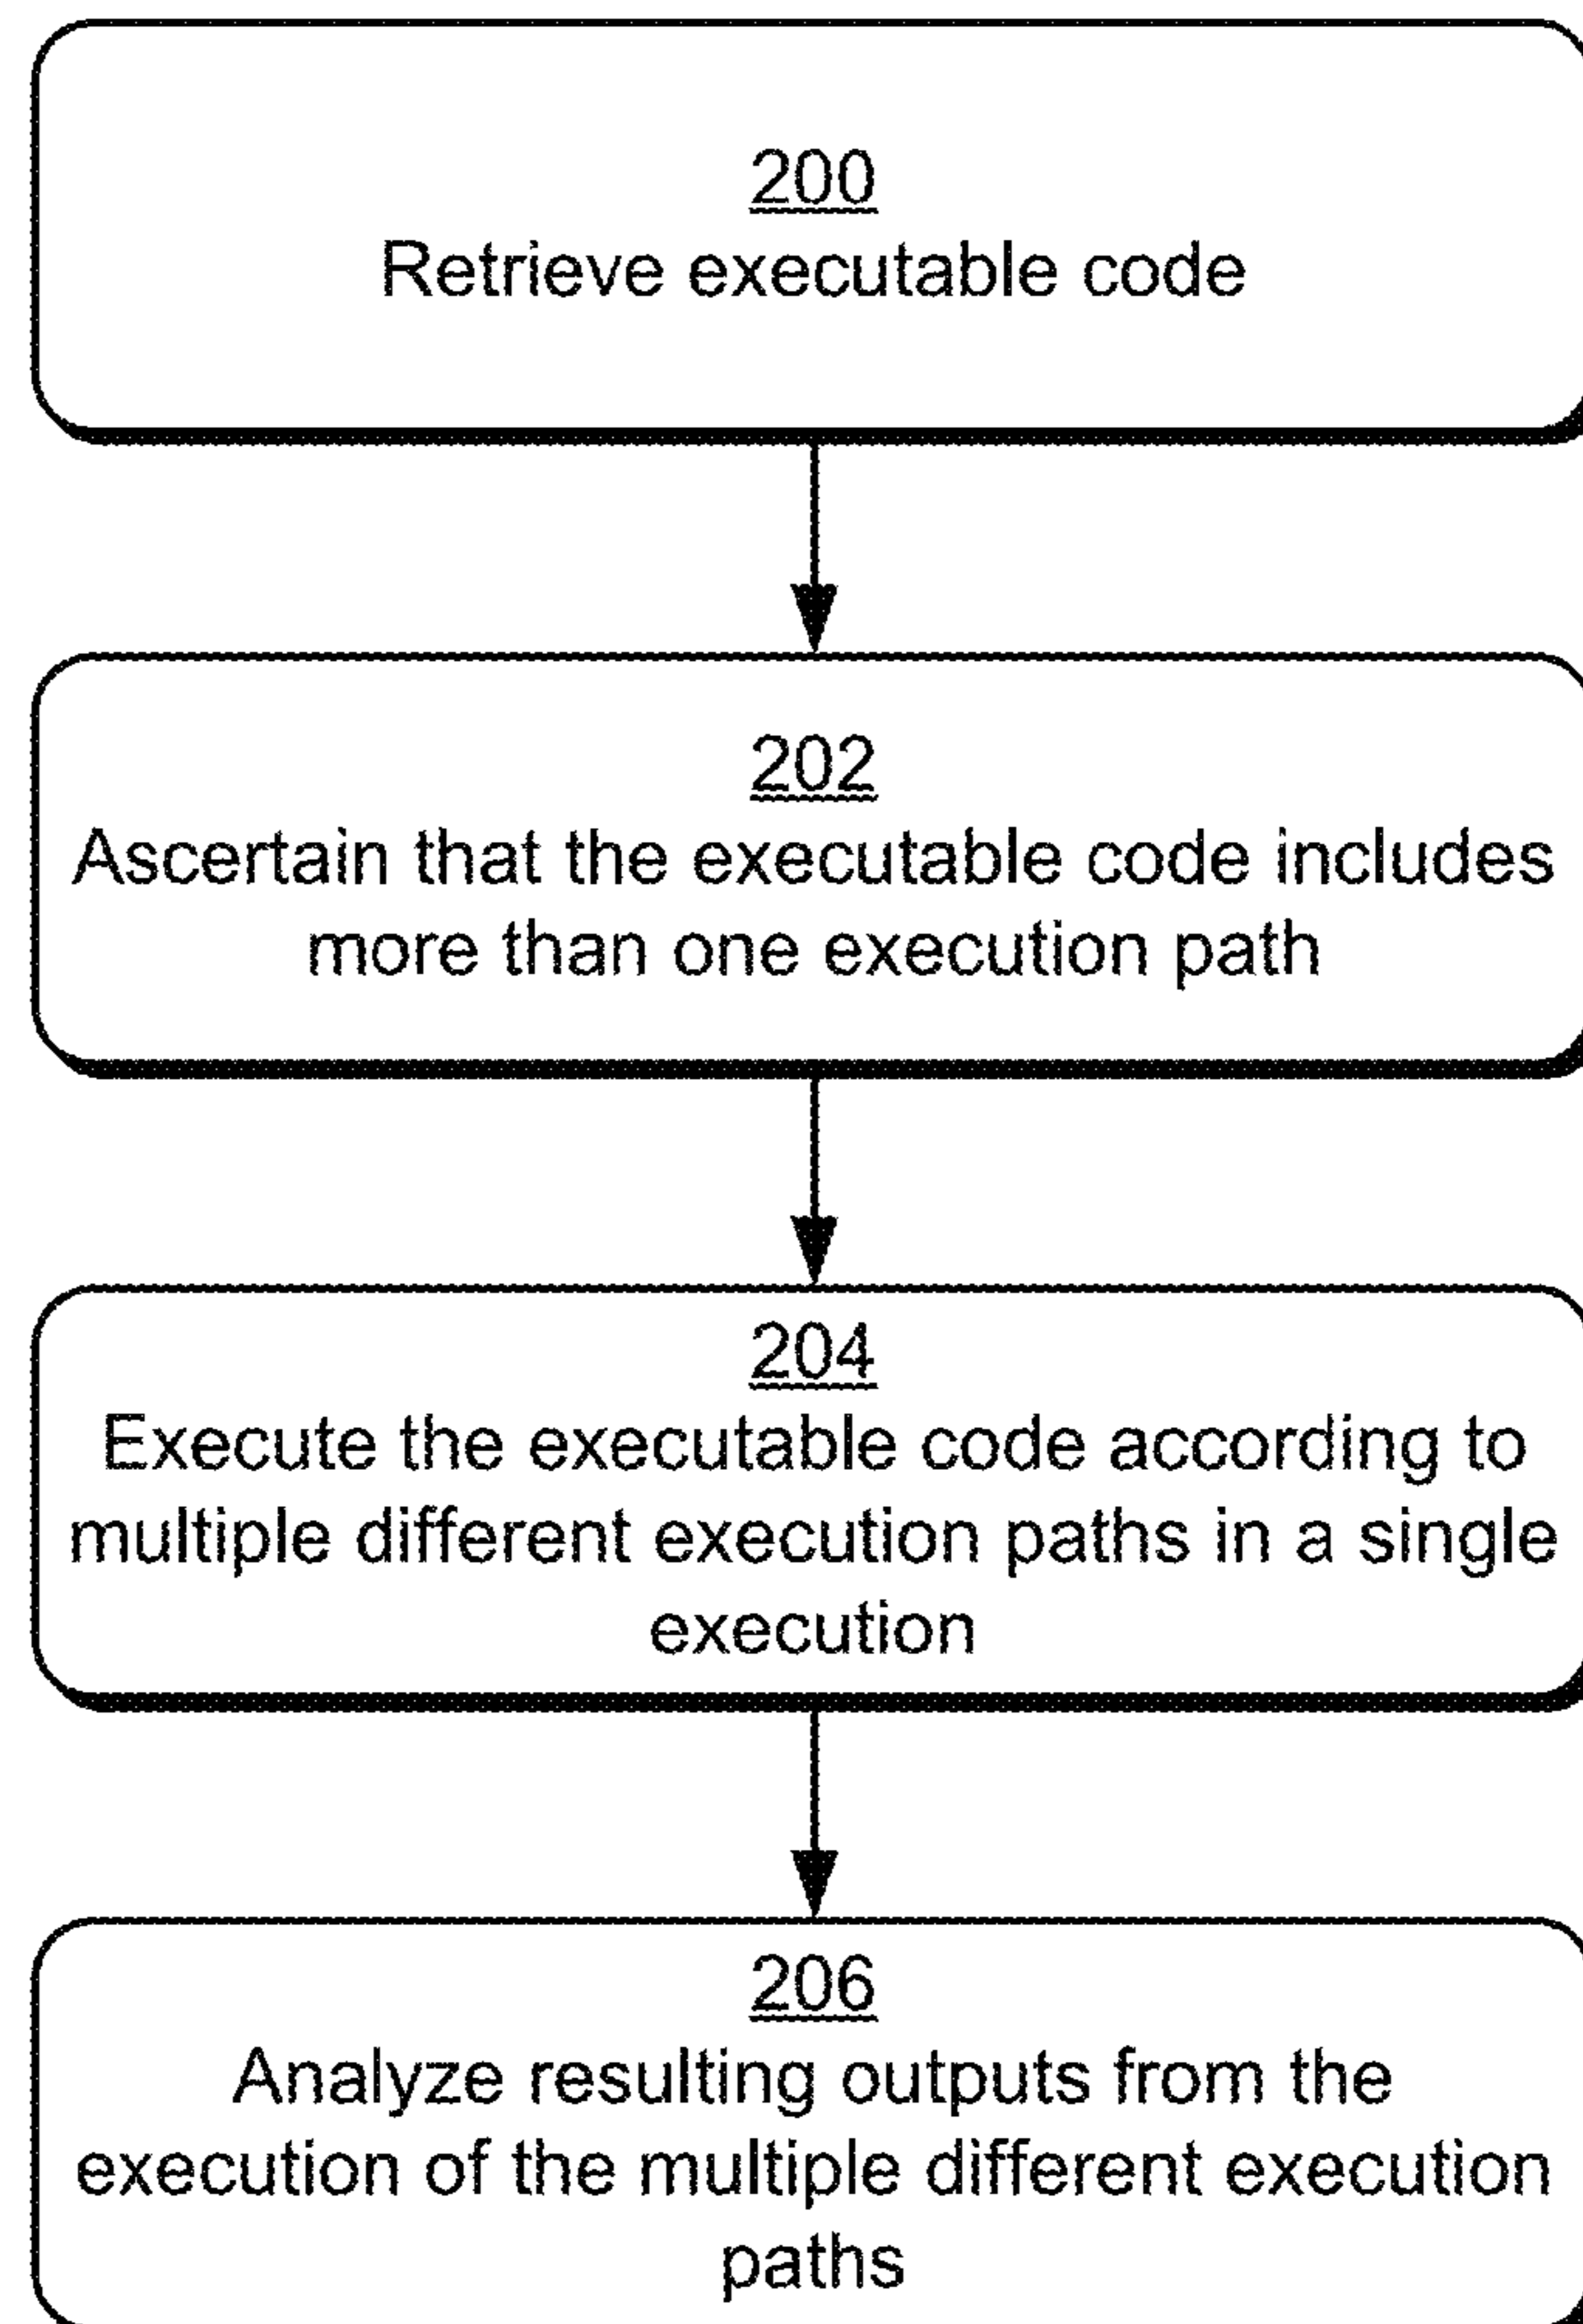 200
Retrieve executable code
202
Ascertain that the executable code includes
more than one execution path
204
Execute the executable code according to
multiple different execution paths in a single
execution
206
Analyze resulting outputs from the
execution of the multiple different execution
paths